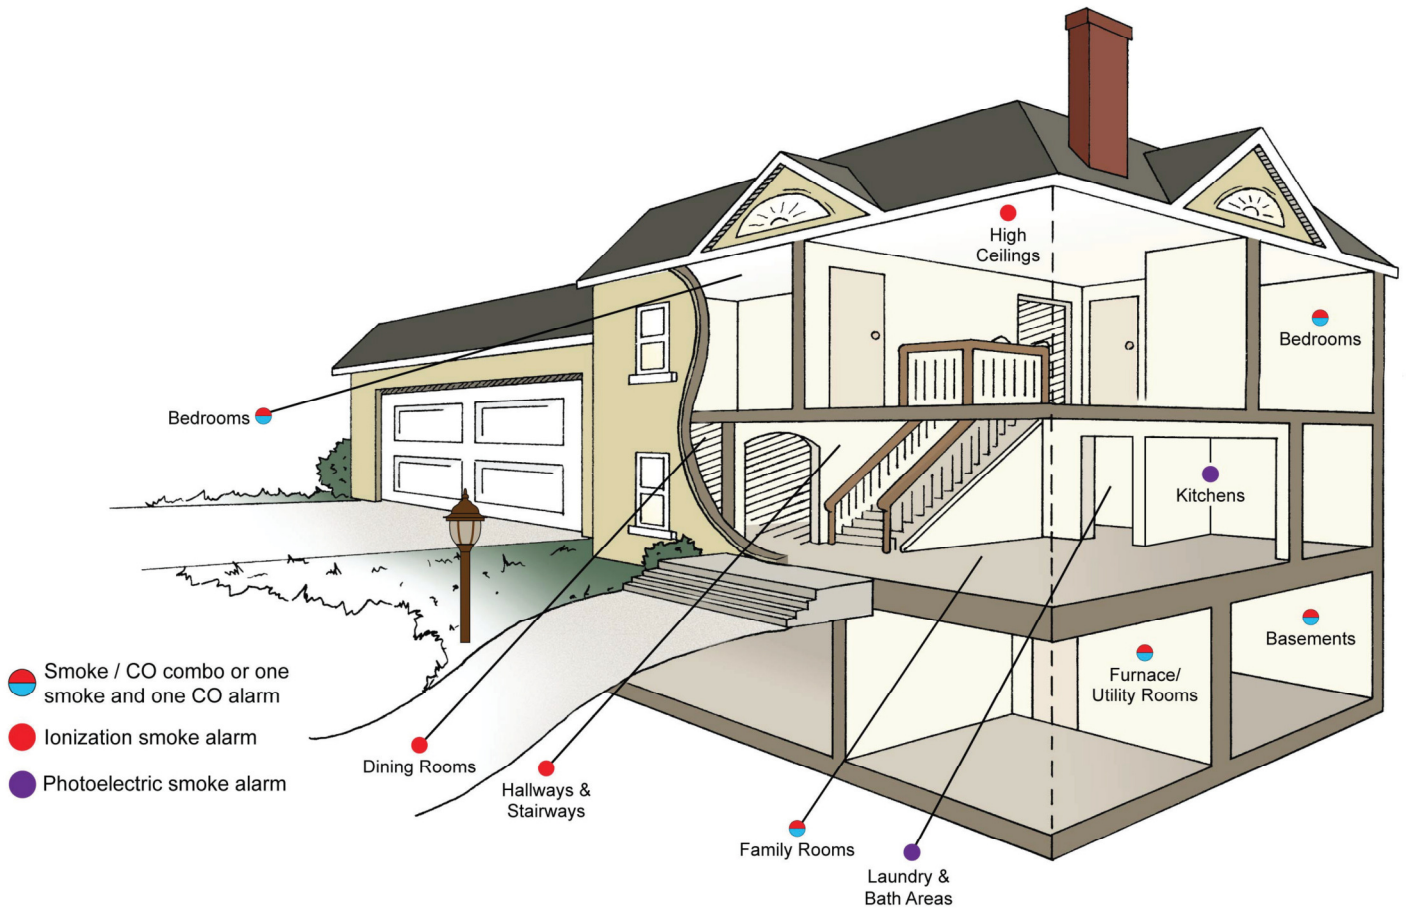 High
Ceilings
Bedrooms
Bedrooms
Kitchens
Basements
Furnace/
Utility Rooms
Smoke / CO combo or one
smoke and one CO alarm
Ionization smoke alarm
Photoelectric smoke alarm
Dining Rooms
Hallways &
Stairways
Family Rooms
Laundry &
Bath Areas